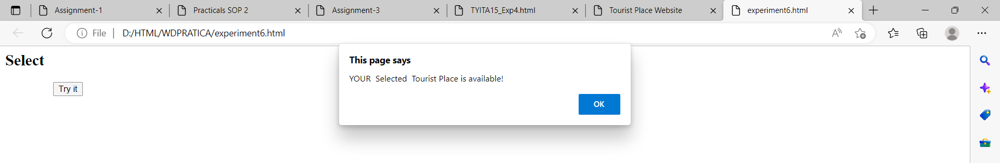 Assignment-1
Practicals SOP 2
Assignment-3
TYITA15_Exp4.html
Tourist Place Website
experiment6.html
File D:/HTML/WDPRATICA/experiment6.html
Select
Try it
This page says
YOUR  Selected  Tourist Place is available!
OK